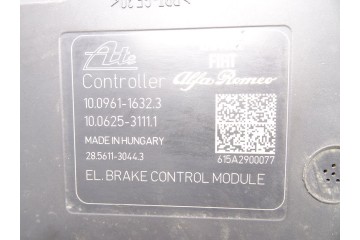 Ate
FIAT
Controller
Alfa Romeo
10.0961-1632.3
10.0625-3111.1
MADE IN HUNGARY
28.5611-3044.3
615A2900077
EL. BRAKE CONTROL MODULE